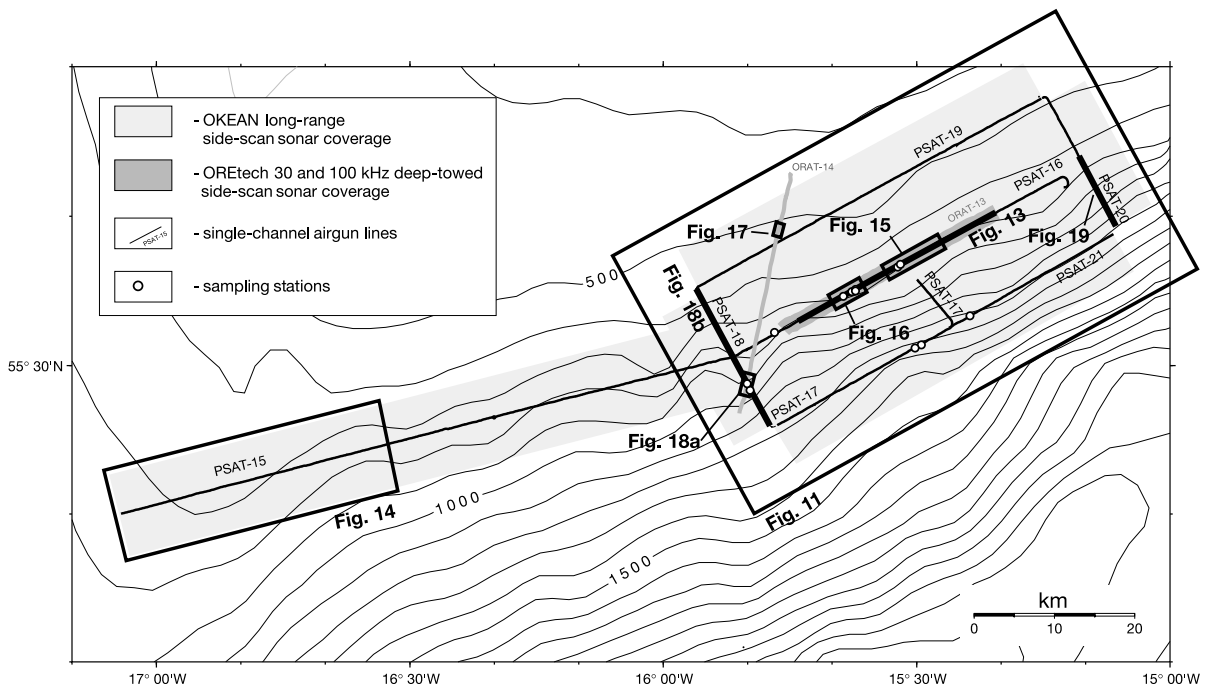 - OKEAN long-range
side-scan sonar coverage
- OREtech 30 and 100 kHz deep-towed
side-scan sonar coverage
PSAT-15
- single-channel airgun lines
- sampling stations
PSAT-19
ORAT-14
PSAT-16
PSAT-20
ORAT-13
Fig. 13
Fig. 15
Fig. 17
Fig. 19
500
PSAT-21
Fig. 18b
PSAT-18
PSAT-17
Fig. 16
55° 30'N
PSAT-17
Fig. 18a
PSAT-15
Fig. 14
1000
Fig. 11
1500
km
0 10 20
17° 00'W 16° 30'W 16° 00'W 15° 30'W 15° 00'W